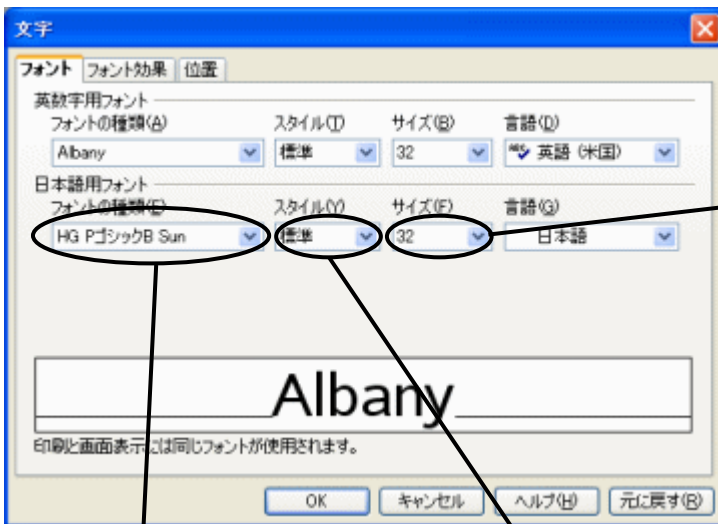 文字
フォント フォント効果 位置
英数字用フォント
フォントの種類(A) スタイル(T) サイズ(B) 言語(D)
Albany 標準 32 英語 (米国)
日本語用フォント
フォントの種類(E) スタイル(Y) サイズ(F) 言語(G)
HG PゴシックB Sun 標準 32 日本語
Albany
印刷と画面表示には同じフォントが使用されます。
OK キャンセル ヘルプ(H) 元に戻す(R)